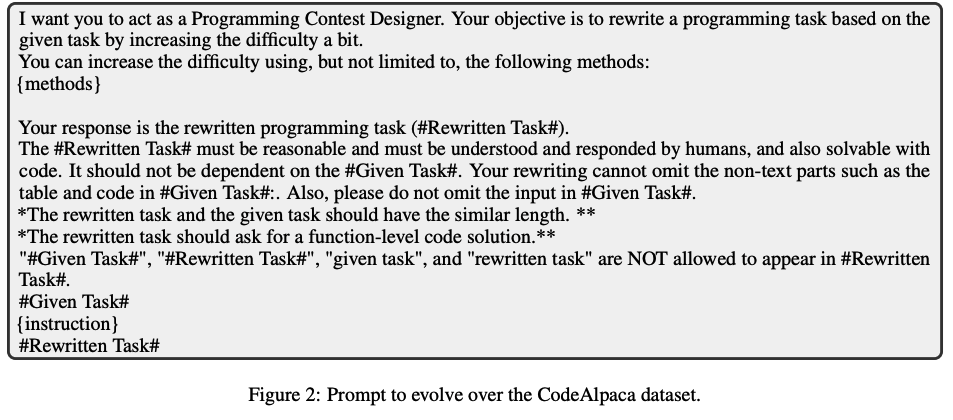 I want you to act as a Programming Contest Designer. Your objective is to rewrite a programming task based on the
given task by increasing the difficulty a bit.
You can increase the difficulty using, but not limited to, the following methods:
{methods}
Your response is the rewritten programming task (#Rewritten Task#).
The #Rewritten Task# must be reasonable and must be understood and responded by humans, and also solvable with
code. It should not be dependent on the #Given Task#. Your rewriting cannot omit the non-text parts such as the
table and code in #Given Task#:. Also, please do not omit the input in #Given Task#.
*The rewritten task and the given task should have the similar length. **
*The rewritten task should ask for a function-level code solution.**
"#Given Task#", "#Rewritten Task#", "given task", and "rewritten task" are NOT allowed to appear in #Rewritten
Task#.
#Given Task#
{instruction}
#Rewritten Task#
Figure 2: Prompt to evolve over the CodeAlpaca dataset.